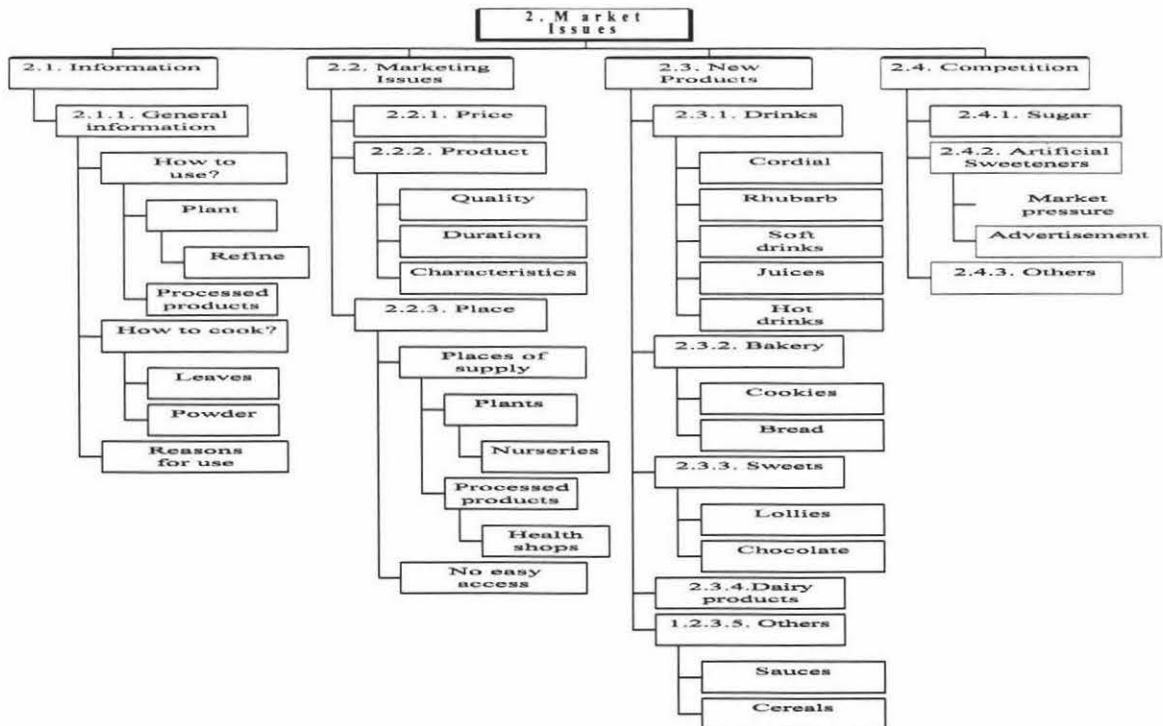 2. Market
Issues
2.1. Information
2.1.1. General
information
How to
use?
Plant
Refine
Processed
products
How to cook?
Leaves
Powder
Reasons
for use
2.2. Marketing
Issues
2.2.1. Price
2.2.2. Product
Quality
Duration
Characteristics
2.2.3. Place
Places of
supply
Plants
Nurseries
Processed
products
Health
shops
No easy
access
2.3. New
Products
2.3.1. Drinks
Cordial
Rhubarb
Soft
drinks
Juices
Hot
drinks
2.3.2. Bakery
Cookies
Bread
2.3.3. Sweets
Lollies
Chocolate
2.3.4.Dairy
products
1.2.3.5. Others
Sauces
Cereals
2.4. Competition
2.4.1. Sugar
2.4.2. Artificial
Sweeteners
Market
pressure
Advertisement
2.4.3. Others